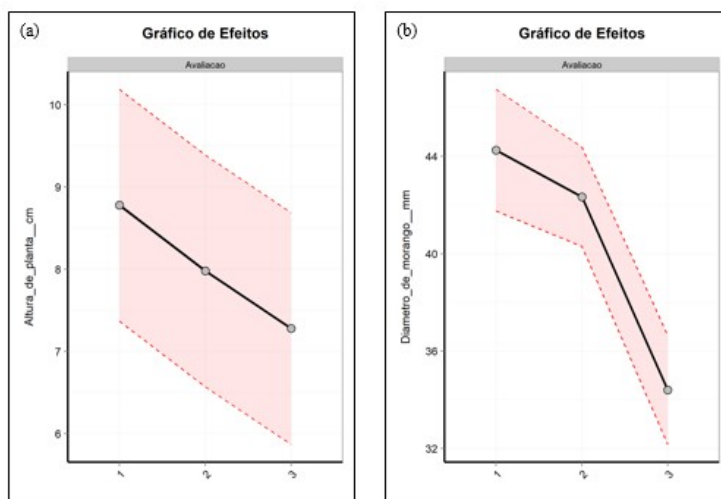 (a)
Gráfico de Efeitos
Avaliacao
Altura_de_planta__cm
10
9
8
7
6
1
2
3
(b)
Gráfico de Efeitos
Avaliacao
Diametro_de_morango__mm
44
40
36
32
1
2
3